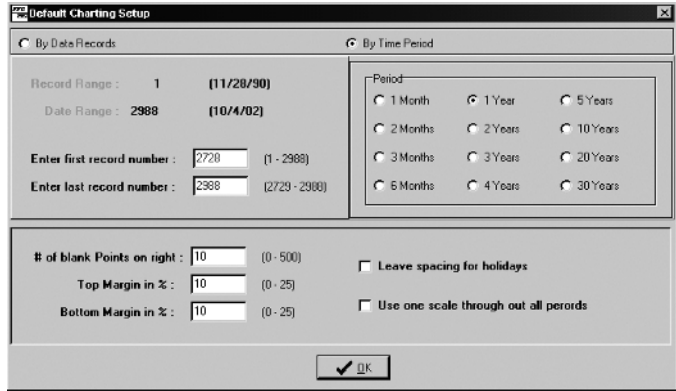 Default Charting Setup
By Data Records
By Time Period
Record Range : 1 (11/28/90)
Date Range : 2988 (10/4/02)
Enter first record number : 2728 (1 - 2988)
Enter last record number : 2988 (2729 - 2988)
Period
1 Month 1 Year 5 Years
2 Months 2 Years 10 Years
3 Months 3 Years 20 Years
6 Months 4 Years 30 Years
# of blank Points on right : 10 (0 - 500)
Top Margin in % : 10 (0 - 25)
Bottom Margin in % : 10 (0 - 25)
Leave spacing for holidays
Use one scale through out all perords
OK